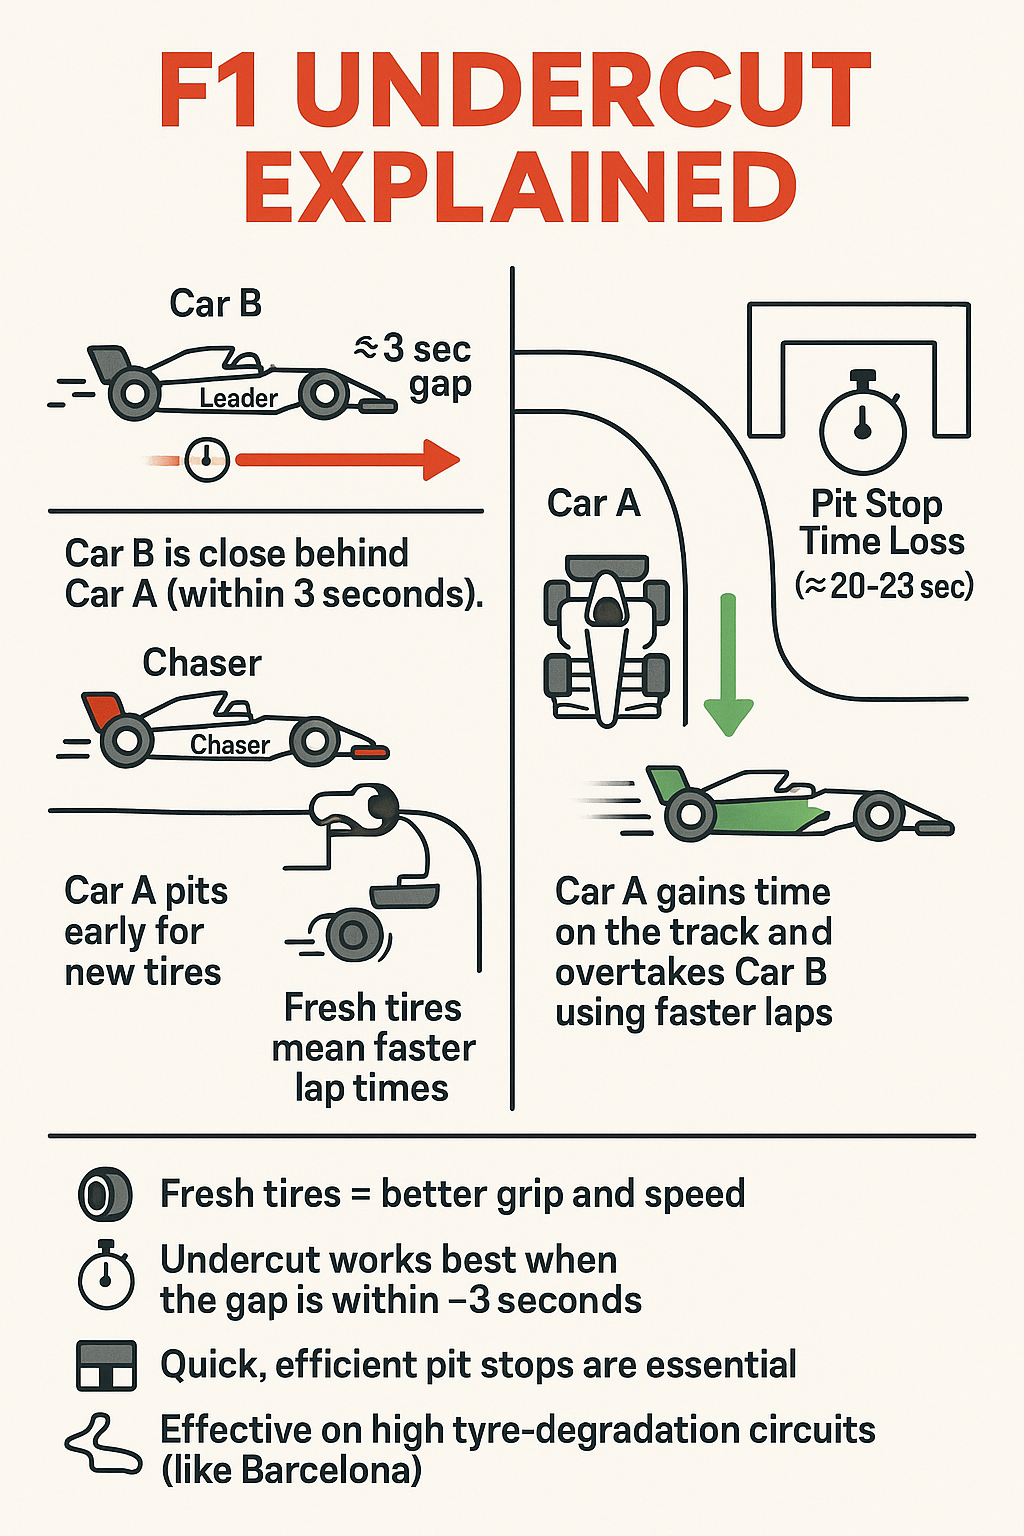 F1 UNDERCUT
EXPLAINED
Car B
≈3 sec
gap
Leader
Car B is close behind
Car A (within 3 seconds).
Chaser
Chaser
Car A pits
early for
new tires
Fresh tires
mean faster
lap times
Pit Stop
Time Loss
(≈20-23 sec)
Car A
Car A gains time
on the track and
overtakes Car B
using faster laps
Fresh tires = better grip and speed
Undercut works best when
the gap is within –3 seconds
Quick, efficient pit stops are essential
Effective on high tyre-degradation circuits
(like Barcelona)